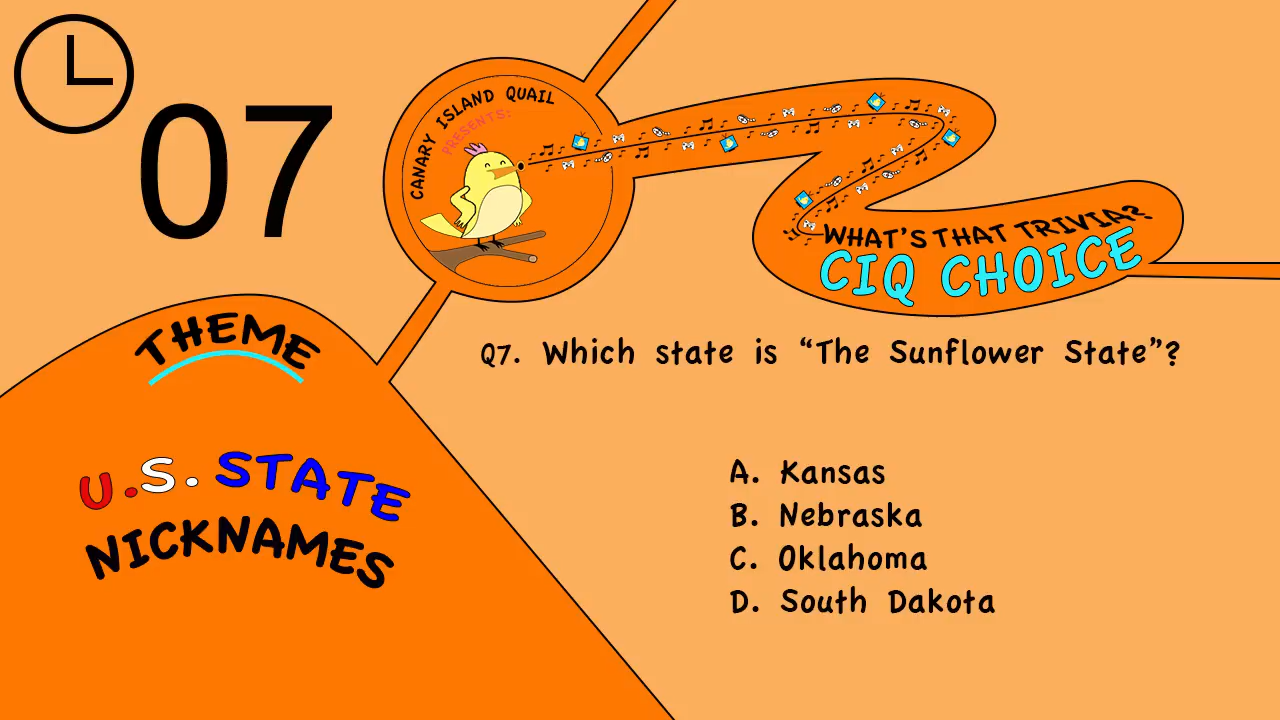 07
CANARY ISLAND QUAIL
PRESENTS:
WHAT'S THAT TRIVIA?
CIQ CHOICE
THEME
U.S. STATE
NICKNAMES
Q7. Which state is “The Sunflower State”?
A. Kansas
B. Nebraska
C. Oklahoma
D. South Dakota